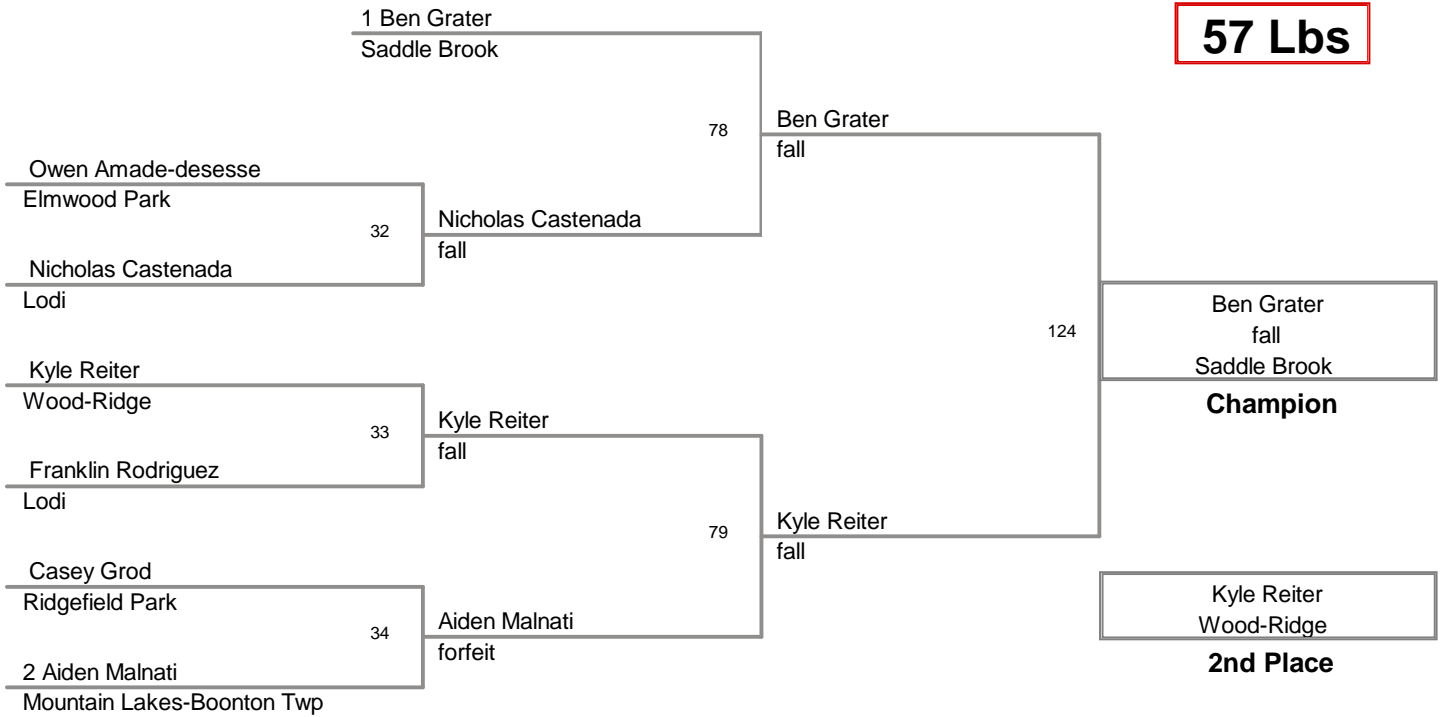 1 Ben Grater
Saddle Brook
57 Lbs
78
Ben Grater
fall
Owen Amade-desesse
Elmwood Park
32
Nicholas Castenada
fall
Nicholas Castenada
Lodi
124
Ben Grater
fall
Saddle Brook
Champion
Kyle Reiter
Wood-Ridge
33
Kyle Reiter
fall
Franklin Rodriguez
Lodi
79
Kyle Reiter
fall
Casey Grod
Ridgefield Park
34
Aiden Malnati
forfeit
2 Aiden Malnati
Mountain Lakes-Boonton Twp
Kyle Reiter
Wood-Ridge
2nd Place